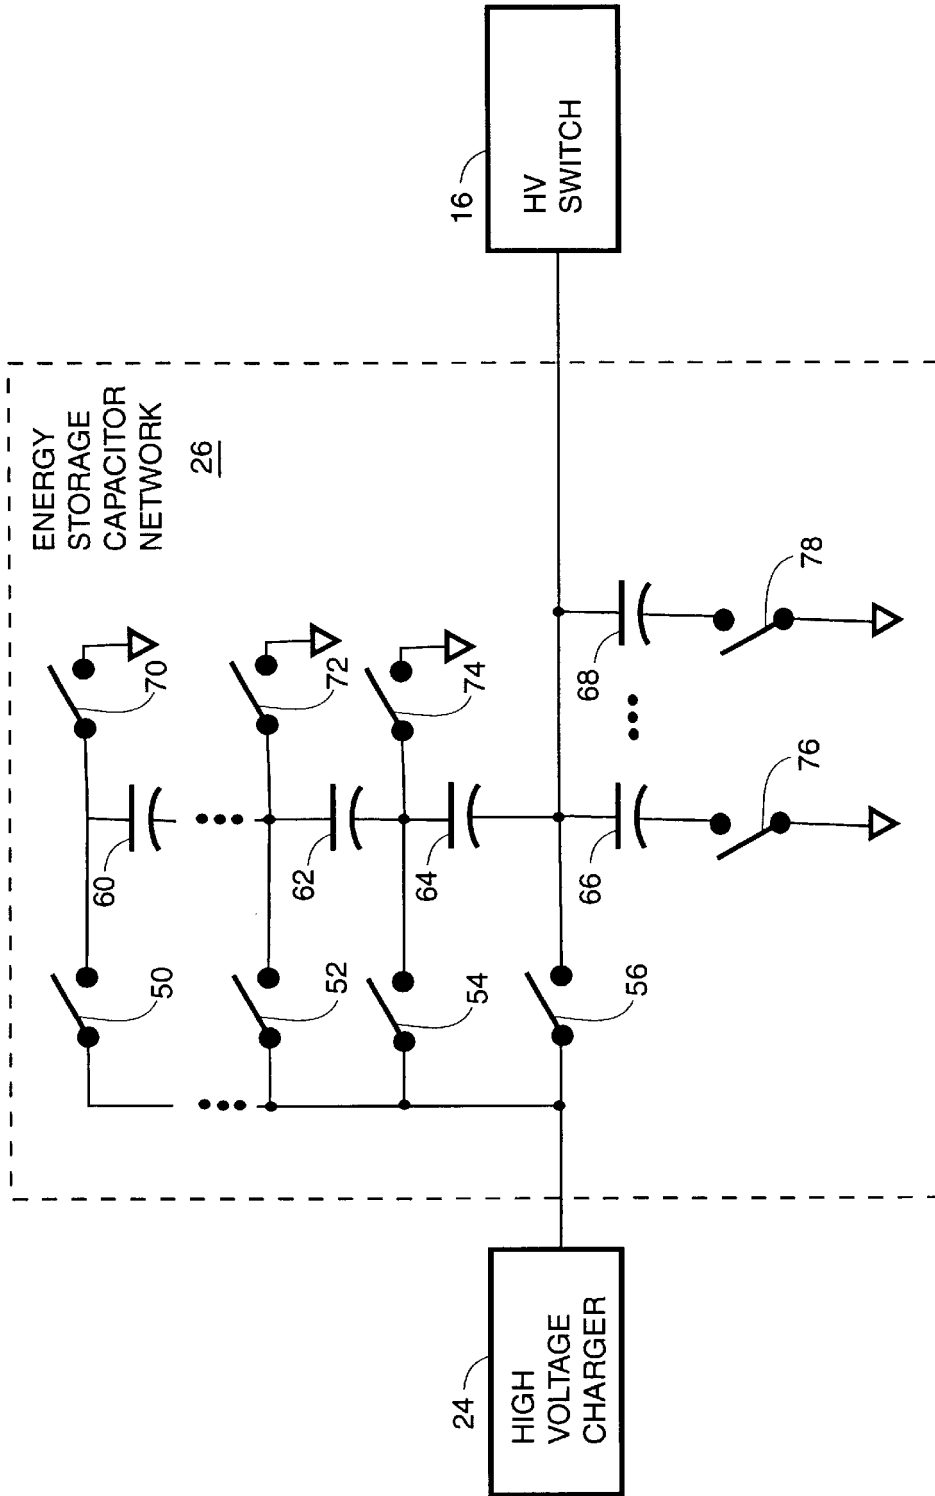 ENERGY
STORAGE
CAPACITOR
NETWORK
26
70
50
60
72
52
62
74
54
64
56
66
76
68
78
•••
24
HIGH
VOLTAGE
CHARGER
16
HV
SWITCH